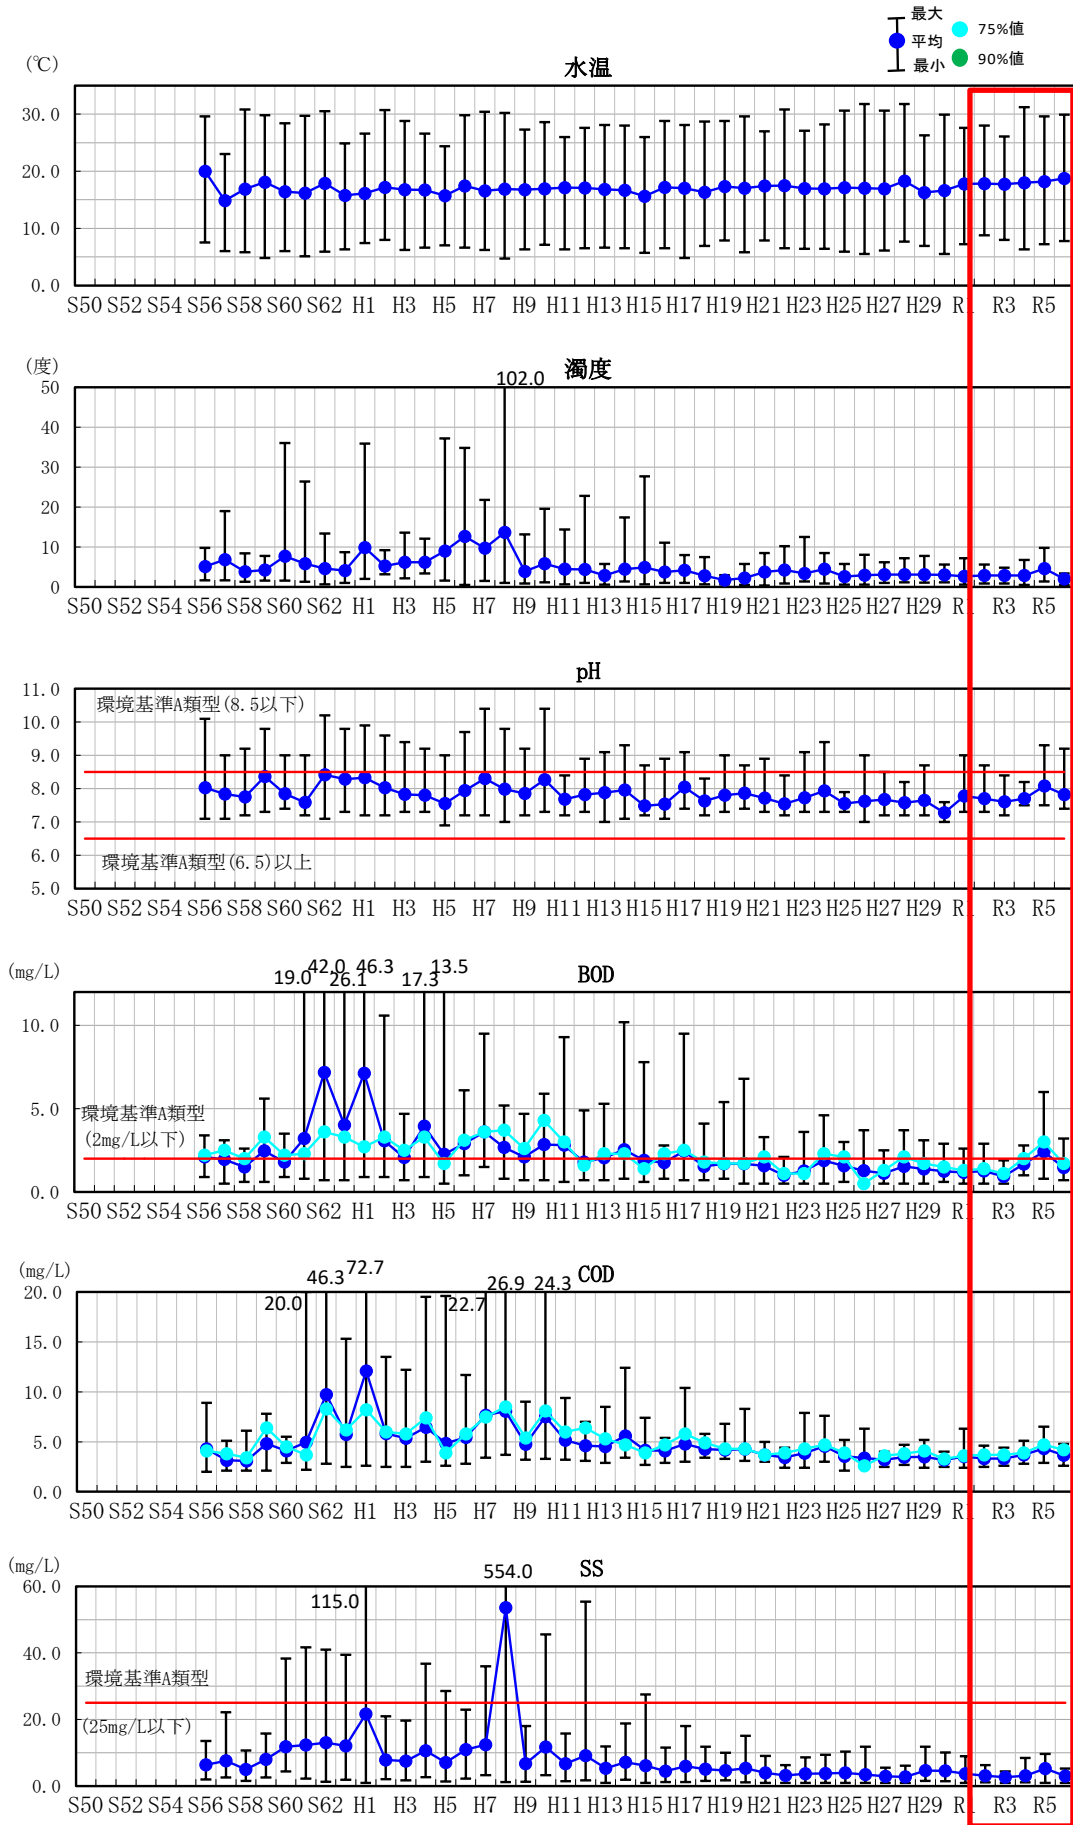 最大
平均
最小
75%値
90%値
(℃)
水温
30.0
20.0
10.0
0.0
S50 S52 S54 S56 S58 S60 S62 H1 H3 H5 H7 H9 H11 H13 H15 H17 H19 H21 H23 H25 H27 H29 R1 R3 R5
(度)
濁度
102.0
50
40
30
20
10
0
S50 S52 S54 S56 S58 S60 S62 H1 H3 H5 H7 H9 H11 H13 H15 H17 H19 H21 H23 H25 H27 H29 R1 R3 R5
pH
11.0
環境基準A類型(8.5以下)
10.0
9.0
8.0
7.0
6.0
環境基準A類型(6.5)以上
5.0
S50 S52 S54 S56 S58 S60 S62 H1 H3 H5 H7 H9 H11 H13 H15 H17 H19 H21 H23 H25 H27 H29 R1 R3 R5
(mg/L)
BOD
19.0 42.0 26.1 46.3 17.3 13.5
10.0
5.0
環境基準A類型
(2mg/L以下)
0.0
S50 S52 S54 S56 S58 S60 S62 H1 H3 H5 H7 H9 H11 H13 H15 H17 H19 H21 H23 H25 H27 H29 R1 R3 R5
(mg/L)
COD
20.0 46.3 72.7 22.7 26.9 24.3
20.0
15.0
10.0
5.0
0.0
S50 S52 S54 S56 S58 S60 S62 H1 H3 H5 H7 H9 H11 H13 H15 H17 H19 H21 H23 H25 H27 H29 R1 R3 R5
(mg/L)
SS
115.0 554.0
60.0
40.0
環境基準A類型
20.0
(25mg/L以下)
0.0
S50 S52 S54 S56 S58 S60 S62 H1 H3 H5 H7 H9 H11 H13 H15 H17 H19 H21 H23 H25 H27 H29 R1 R3 R5